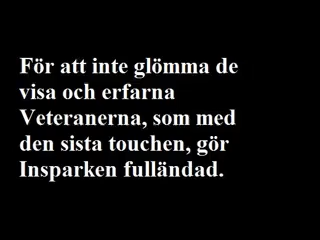 För att inte glömma de
visa och erfarna
Veteranerna, som med
den sista touchen, gör
Insparken fulländad.